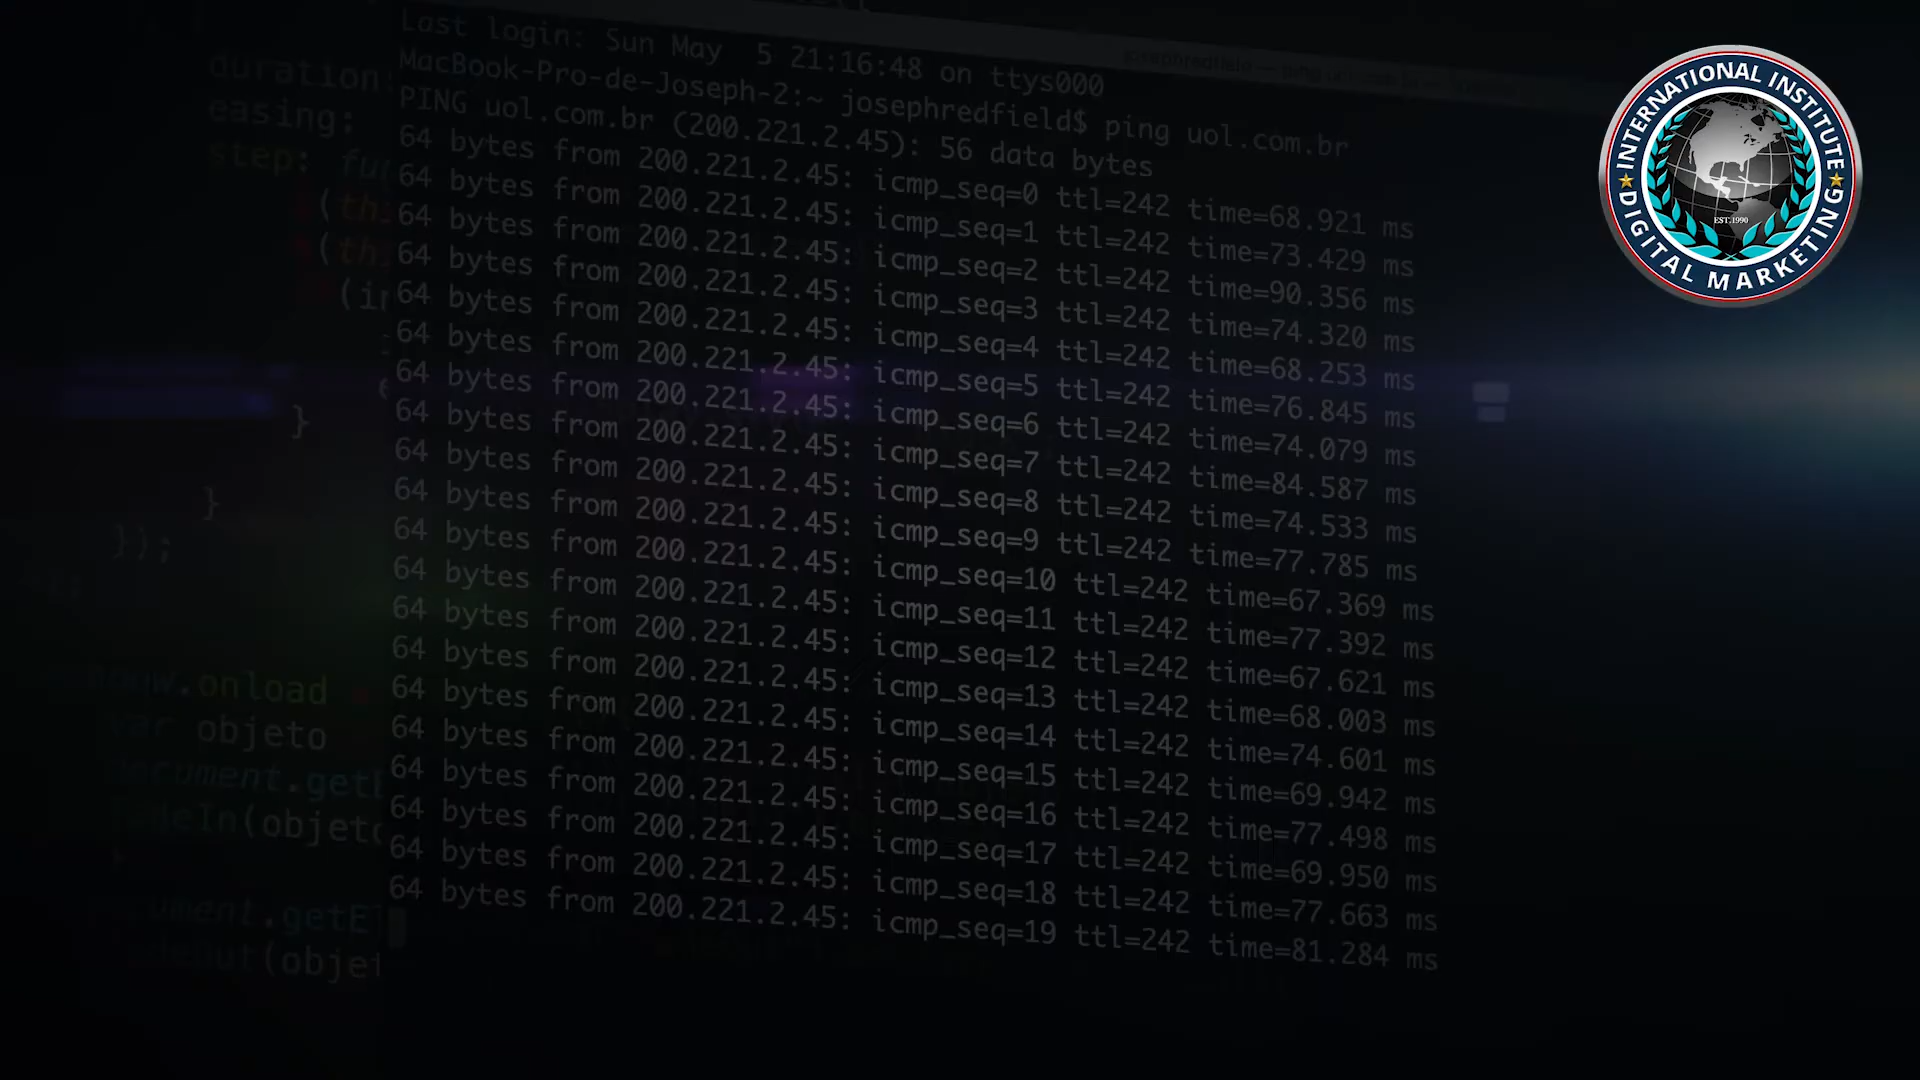 Last login: Sun May  5 21:16:48 on ttys000
MacBook-Pro-de-Joseph-2:~ josephredfield$ ping uol.com.br
PING uol.com.br (200.221.2.45): 56 data bytes
64 bytes from 200.221.2.45: icmp_seq=0 ttl=242 time=68.921 ms
64 bytes from 200.221.2.45: icmp_seq=1 ttl=242 time=73.429 ms
64 bytes from 200.221.2.45: icmp_seq=2 ttl=242 time=90.356 ms
64 bytes from 200.221.2.45: icmp_seq=3 ttl=242 time=74.320 ms
64 bytes from 200.221.2.45: icmp_seq=4 ttl=242 time=68.253 ms
64 bytes from 200.221.2.45: icmp_seq=5 ttl=242 time=76.845 ms
64 bytes from 200.221.2.45: icmp_seq=6 ttl=242 time=74.079 ms
64 bytes from 200.221.2.45: icmp_seq=7 ttl=242 time=84.587 ms
64 bytes from 200.221.2.45: icmp_seq=8 ttl=242 time=74.533 ms
64 bytes from 200.221.2.45: icmp_seq=9 ttl=242 time=77.785 ms
64 bytes from 200.221.2.45: icmp_seq=10 ttl=242 time=67.369 ms
64 bytes from 200.221.2.45: icmp_seq=11 ttl=242 time=77.392 ms
64 bytes from 200.221.2.45: icmp_seq=12 ttl=242 time=67.621 ms
64 bytes from 200.221.2.45: icmp_seq=13 ttl=242 time=68.003 ms
64 bytes from 200.221.2.45: icmp_seq=14 ttl=242 time=74.601 ms
64 bytes from 200.221.2.45: icmp_seq=15 ttl=242 time=69.942 ms
64 bytes from 200.221.2.45: icmp_seq=16 ttl=242 time=77.498 ms
64 bytes from 200.221.2.45: icmp_seq=17 ttl=242 time=69.950 ms
64 bytes from 200.221.2.45: icmp_seq=18 ttl=242 time=77.663 ms
64 bytes from 200.221.2.45: icmp_seq=19 ttl=242 time=81.284 ms
duration:
easing:
step: fu
(thi
(thi
(in
}
}
});
.onload
var objeto
document.getE
fadeIn(objeto
.getEl
(objet
INTERNATIONAL INSTITUTE
DIGITAL MARKETING
EST.1990